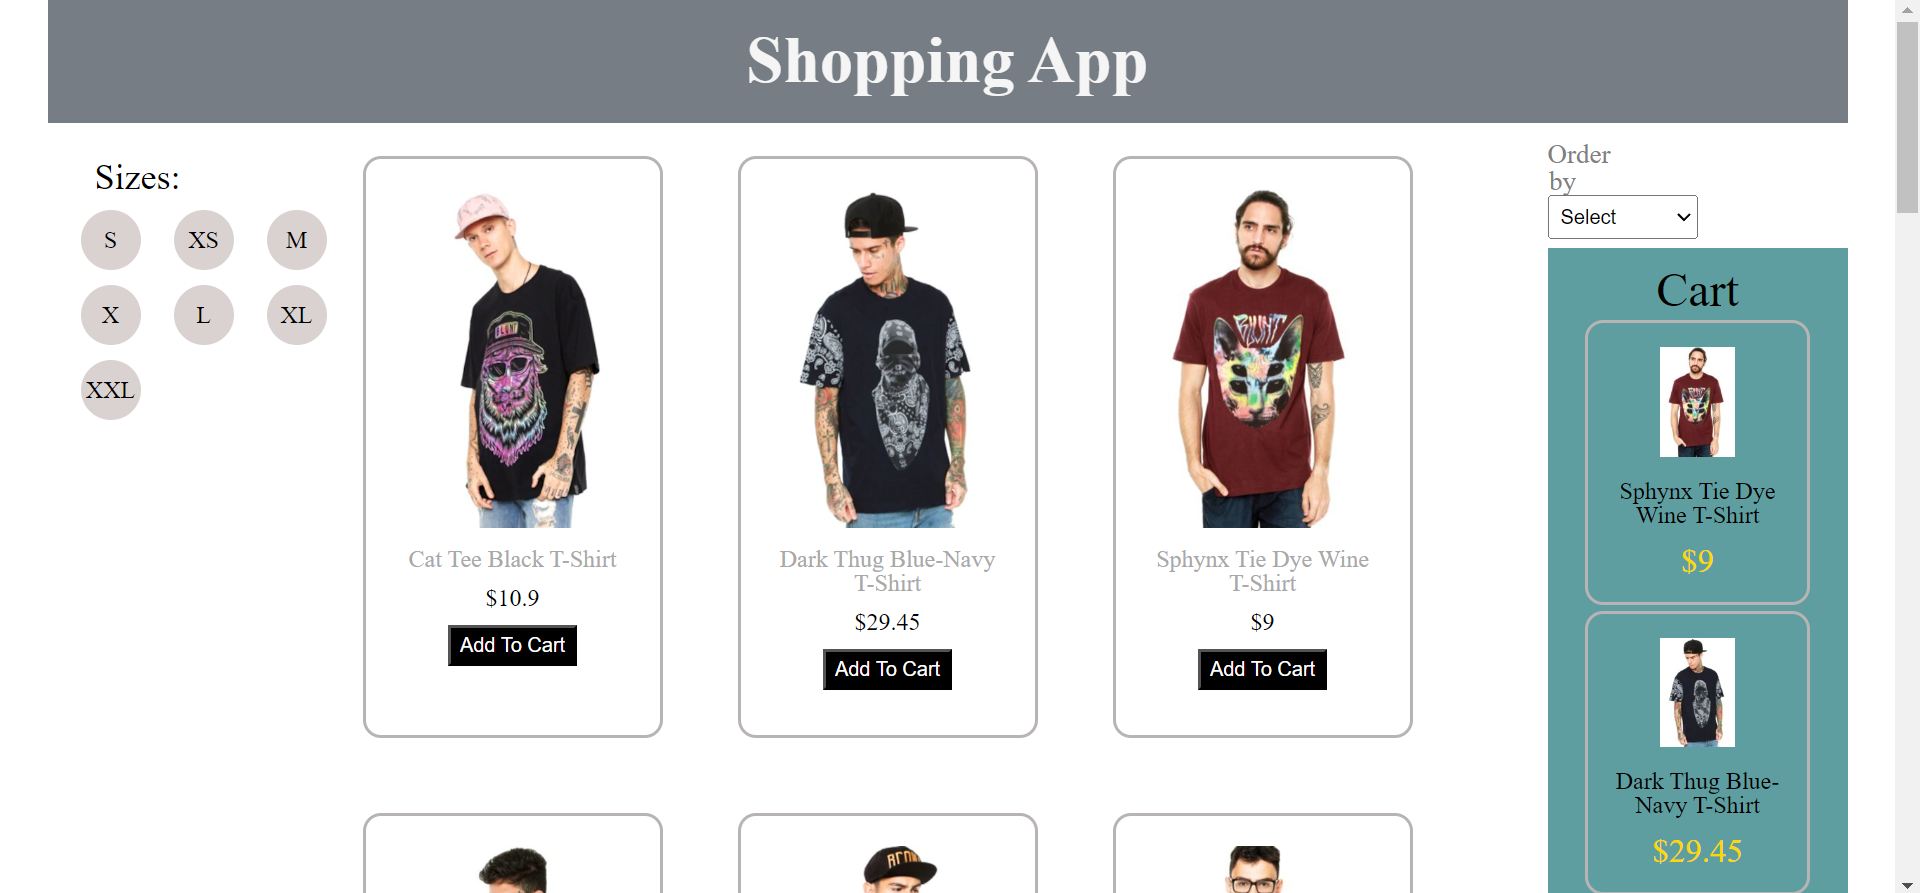 Shopping App
Sizes:
S
XS
M
X
L
XL
XXL
BLUNT
Cat Tee Black T-Shirt
$10.9
Add To Cart
Dark Thug Blue-Navy
T-Shirt
$29.45
Add To Cart
BLUNT
Sphynx Tie Dye Wine
T-Shirt
$9
Add To Cart
Order
by
Select
Cart
Sphynx Tie Dye
Wine T-Shirt
$9
Dark Thug Blue-
Navy T-Shirt
$29.45